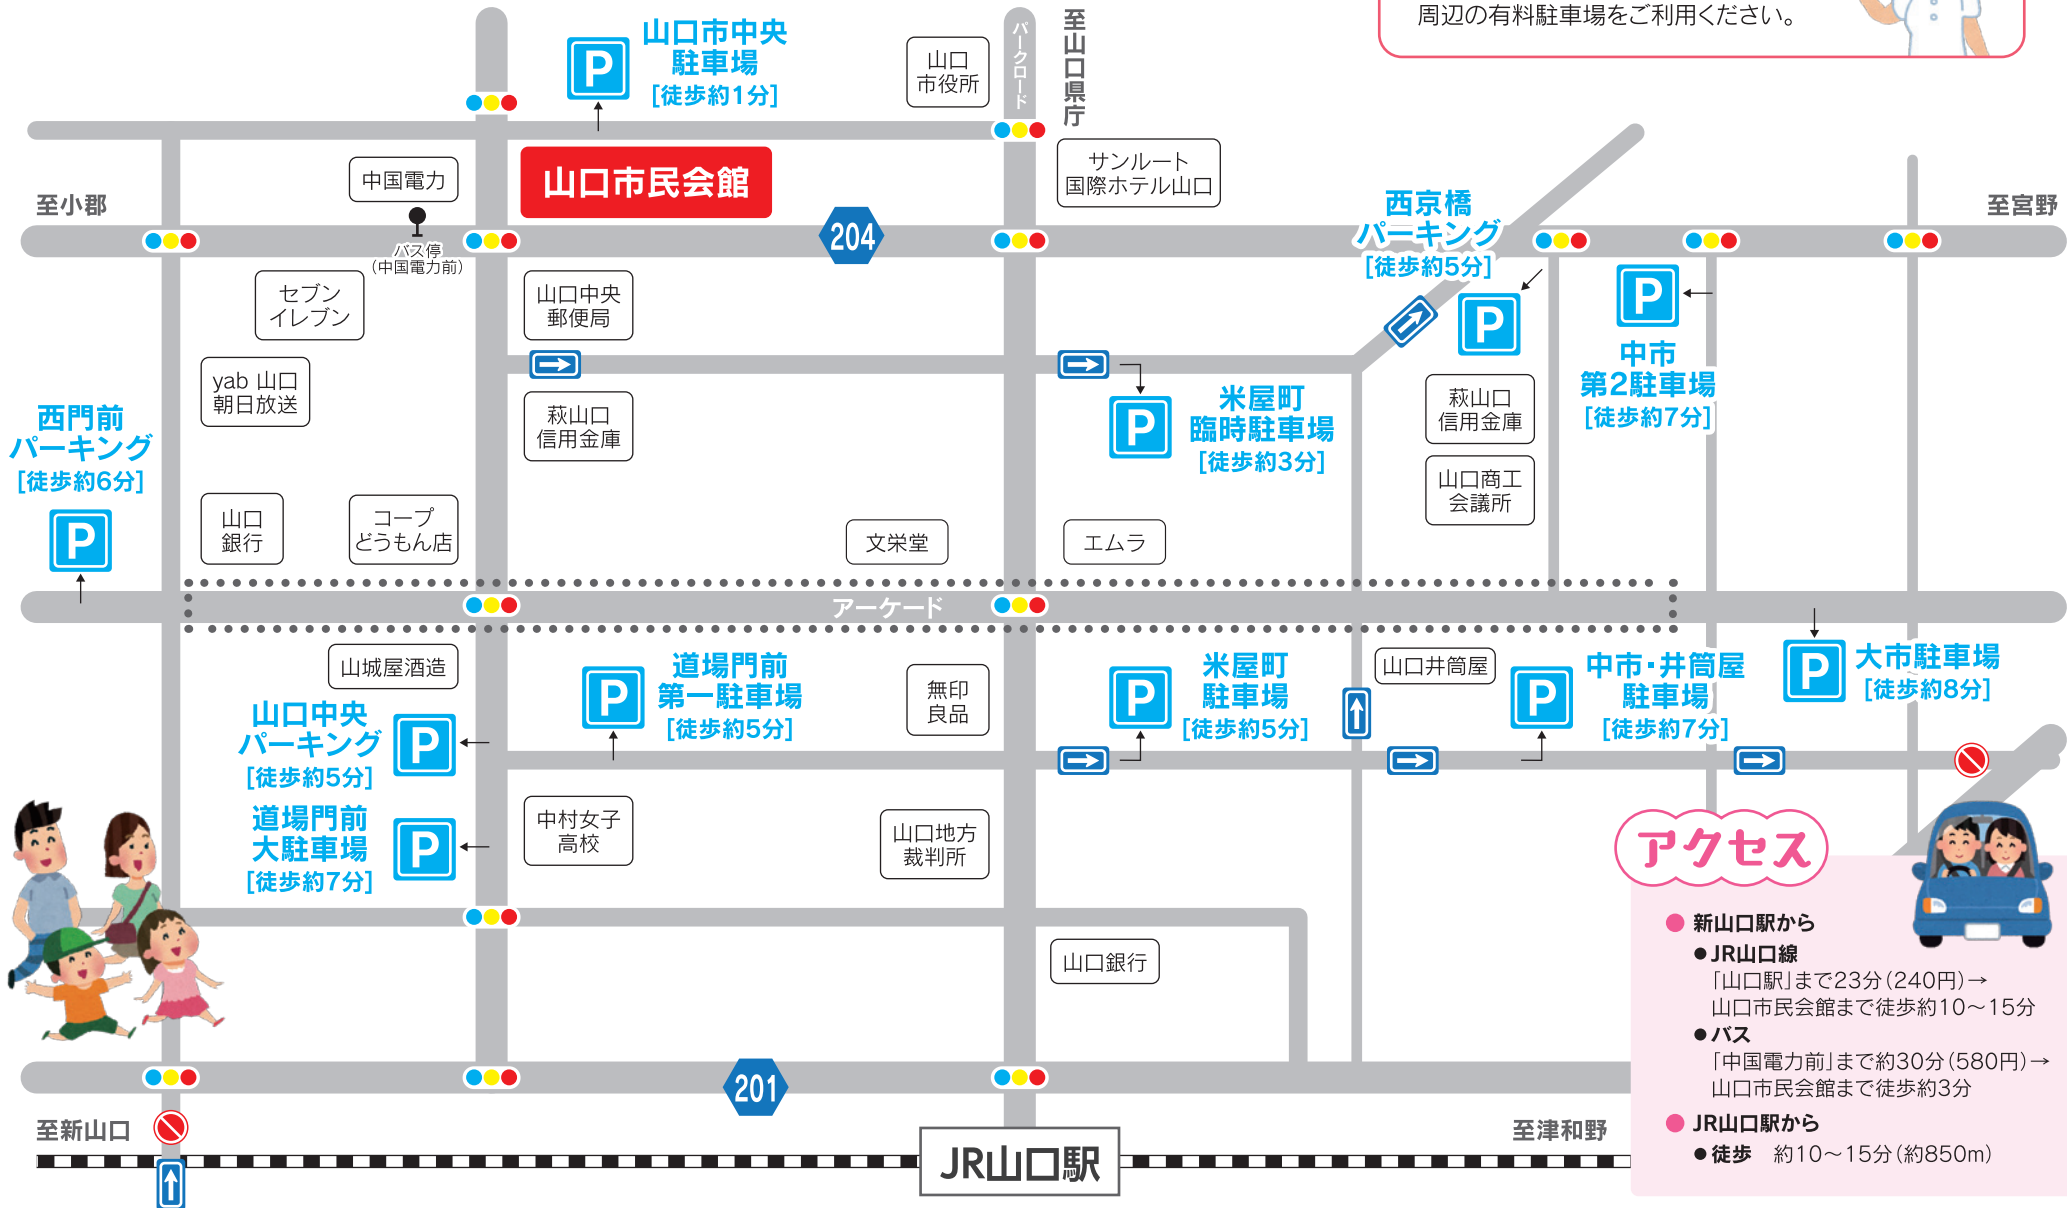 周辺の有料駐車場をご利用ください。
山口市中央
駐車場
[徒歩約1分]
山口
市役所
パークロード
至山口県庁
山口市民会館
中国電力
サンルート
国際ホテル山口
至小郡
バス停
(中国電力前)
204
西京橋
パーキング
[徒歩約5分]
至宮野
セブン
イレブン
山口中央
郵便局
P
P
中市
第2駐車場
[徒歩約7分]
yab 山口
朝日放送
萩山口
信用金庫
P
米屋町
臨時駐車場
[徒歩約3分]
萩山口
信用金庫
山口商工
会議所
西門前
パーキング
[徒歩約6分]
P
山口
銀行
コープ
どうもん店
文栄堂
エムラ
アーケード
山城屋酒造
P
道場門前
第一駐車場
[徒歩約5分]
無印
良品
P
米屋町
駐車場
[徒歩約5分]
山口井筒屋
P
中市・井筒屋
駐車場
[徒歩約7分]
P
大市駐車場
[徒歩約8分]
山口中央
パーキング
[徒歩約5分]
P
道場門前
大駐車場
[徒歩約7分]
P
中村女子
高校
山口地方
裁判所
山口銀行
201
至新山口
至津和野
JR山口駅
アクセス
● 新山口駅から
●JR山口線
「山口駅」まで23分(240円)→
山口市民会館まで徒歩約10〜15分
●バス
「中国電力前」まで約30分(580円)→
山口市民会館まで徒歩約3分
● JR山口駅から
●徒歩 約10〜15分(約850m)
P